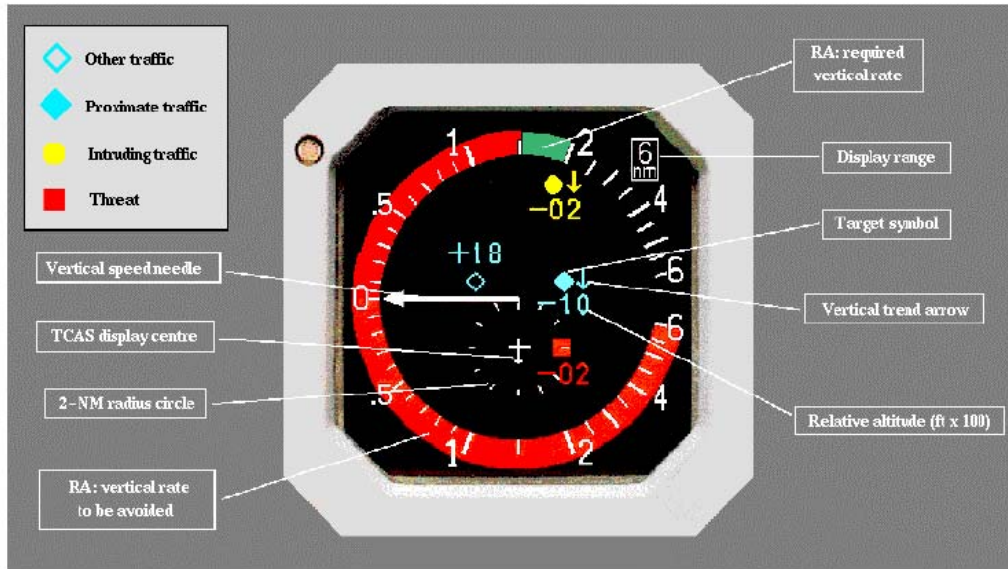 Other traffic
Proximate traffic
Intruding traffic
Threat
RA: required
vertical rate
Display range
Target symbol
Vertical trend arrow
Relative altitude (ft x 100)
Vertical speed needle
TCAS display centre
2-NM radius circle
RA: vertical rate
to be avoided
1
2
6
nm
.5
4
-02
+18
6
0
-10
6
-02
.5
4
1
2